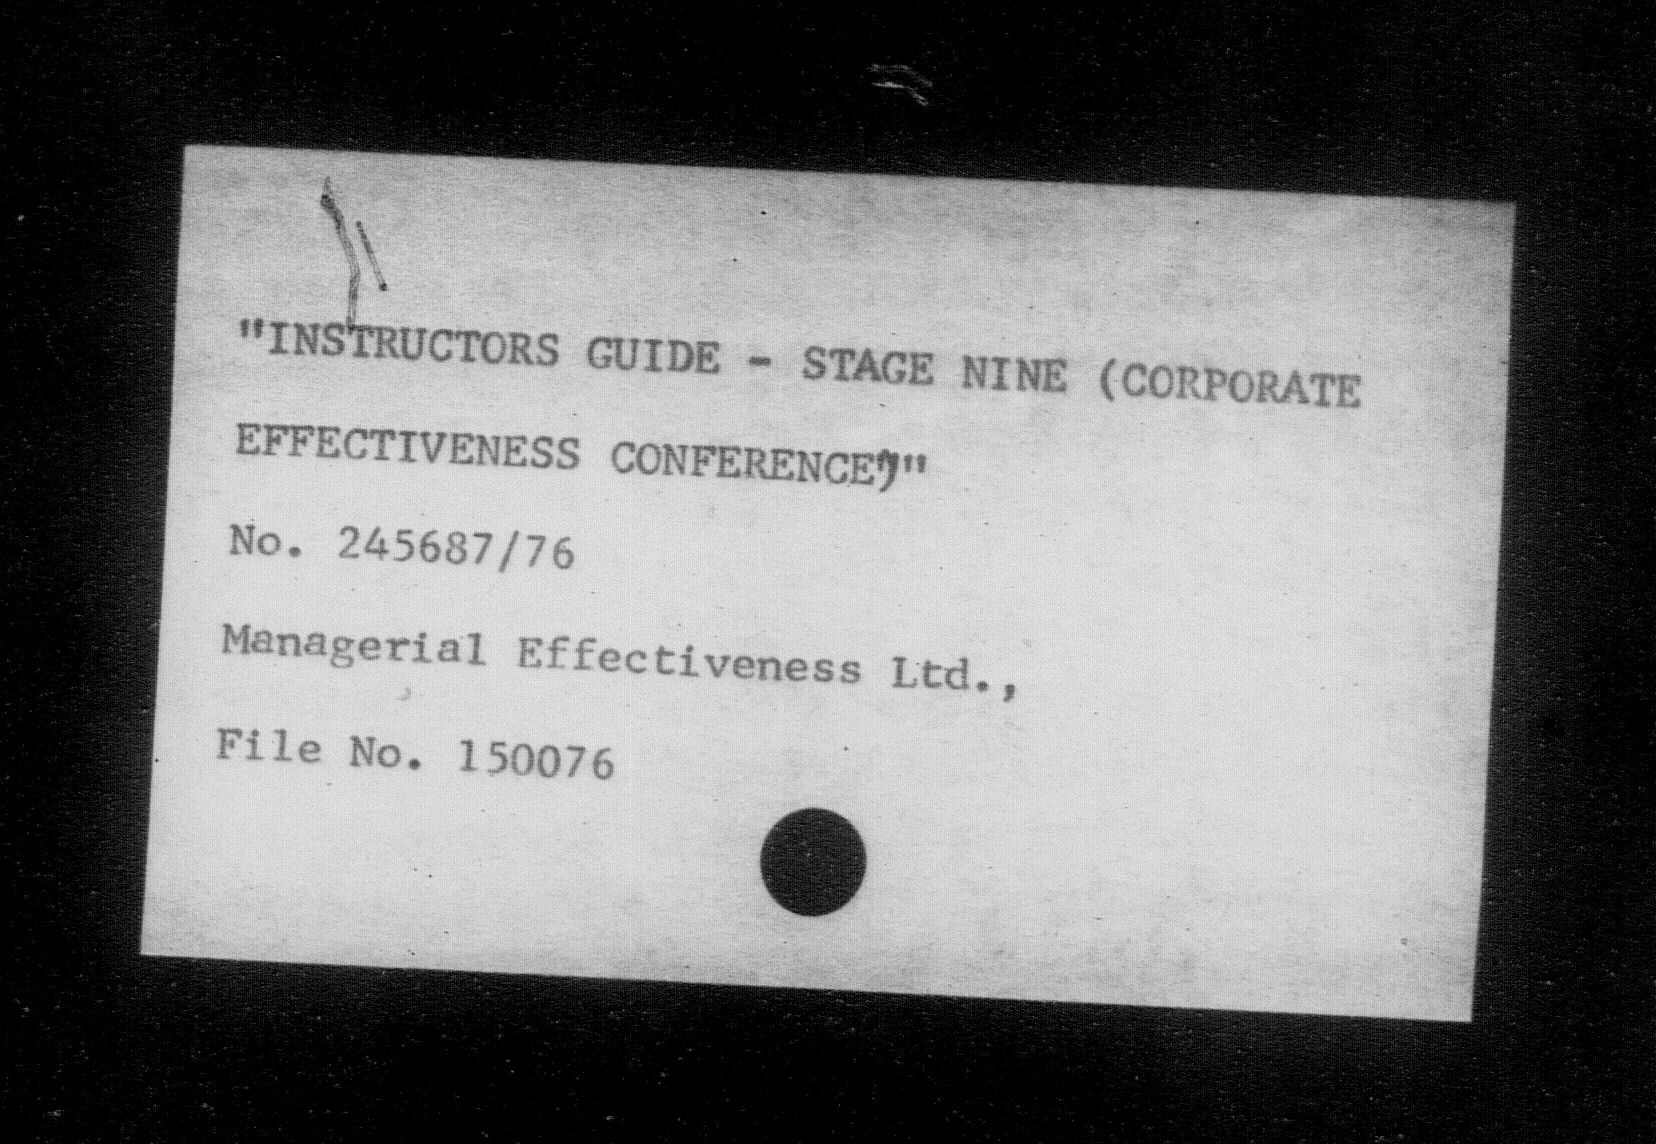 "INSTRUCTORS GUIDE - STAGE NINE (CORPORATE
EFFECTIVENESS CONFERENCE)"
No. 245687/76
Managerial Effectiveness Ltd.,
File No. 150076